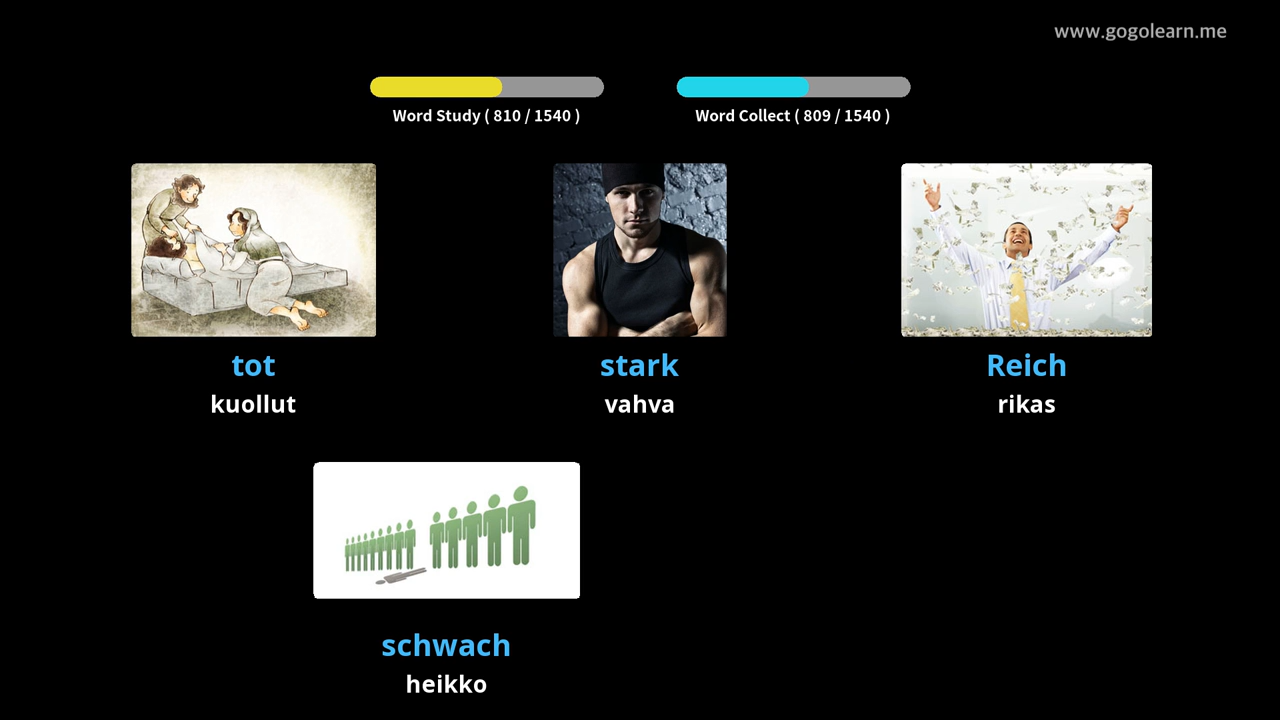 www.gogolearn.me
Word Study ( 810 / 1540 )
Word Collect ( 809 / 1540 )
tot
kuollut
stark
vahva
Reich
rikas
schwach
heikko